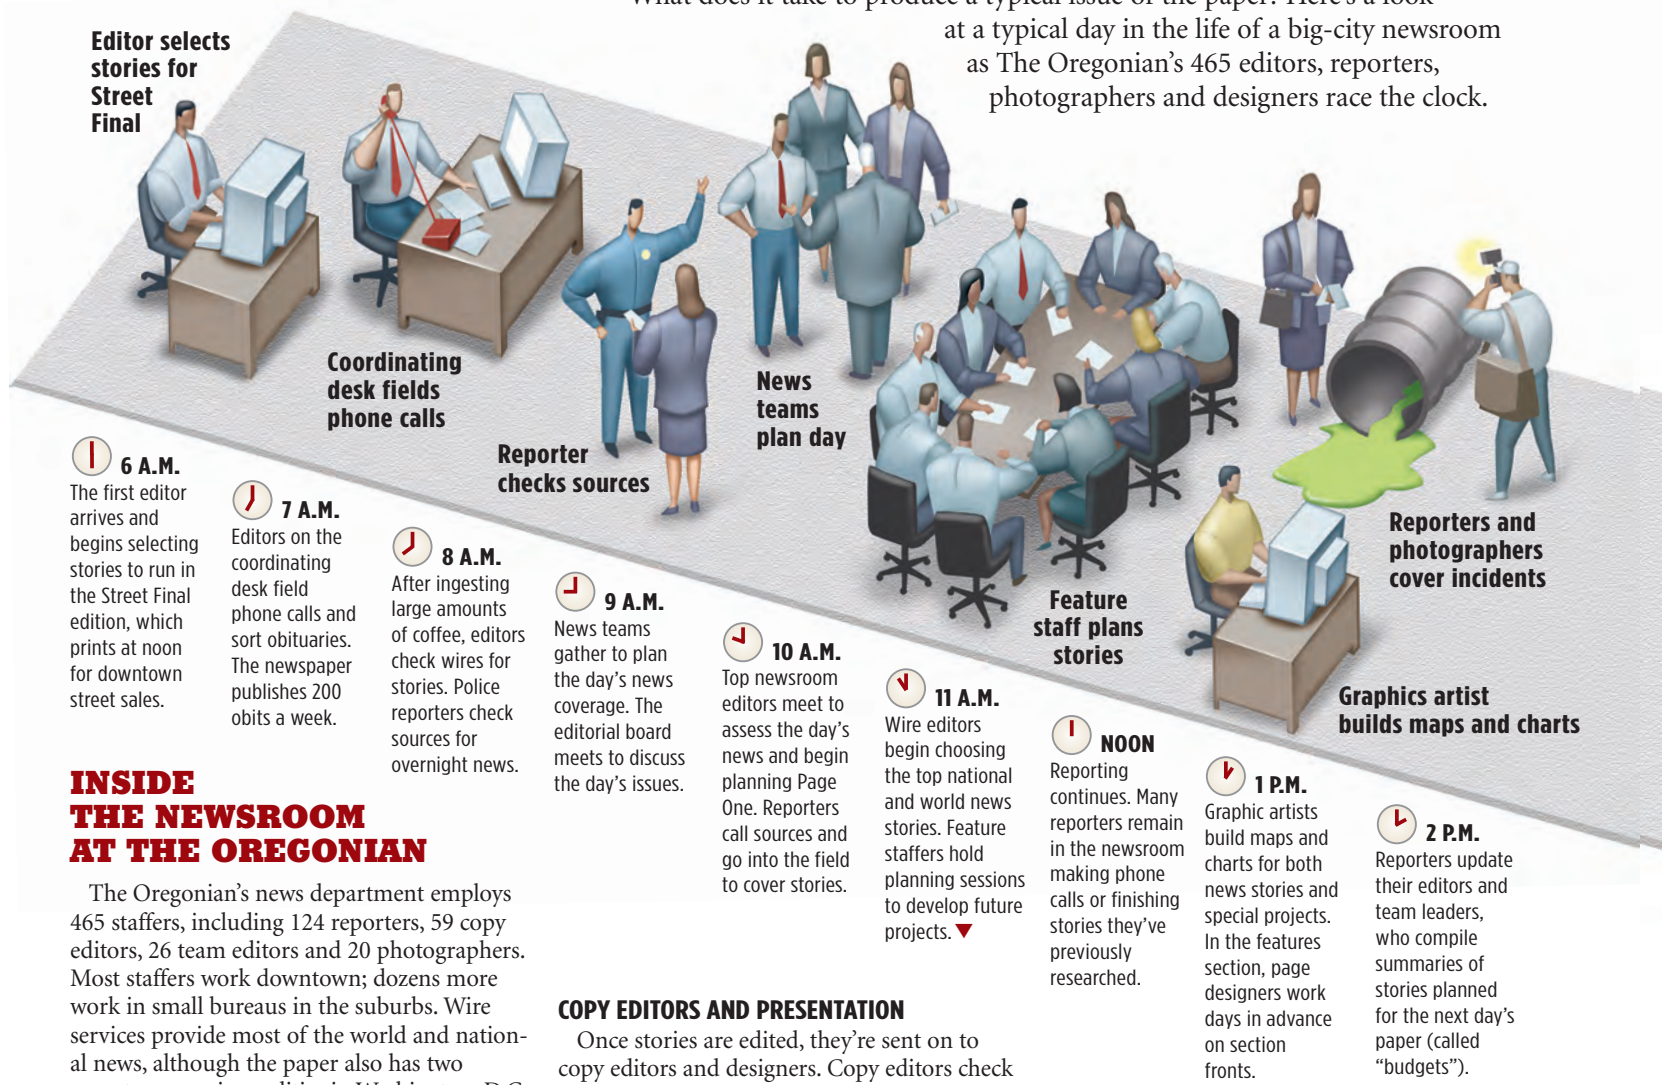 What does it take to produce a typical issue of the paper? Here's a look
at a typical day in the life of a big-city newsroom
as The Oregonian's 465 editors, reporters,
photographers and designers race the clock.
Editor selects
stories for
Street
Final
Coordinating
desk fields
phone calls
Reporter
checks sources
News
teams
plan day
Feature
staff plans
stories
Reporters and
photographers
cover incidents
Graphics artist
builds maps and charts
6 A.M.
The first editor
arrives and
begins selecting
stories to run in
the Street Final
edition, which
prints at noon
for downtown
street sales.
7 A.M.
Editors on the
coordinating
desk field
phone calls and
sort obituaries.
The newspaper
publishes 200
obits a week.
8 A.M.
After ingesting
large amounts
of coffee, editors
check wires for
stories. Police
reporters check
sources for
overnight news.
9 A.M.
News teams
gather to plan
the day's news
coverage. The
editorial board
meets to discuss
the day's issues.
10 A.M.
Top newsroom
editors meet to
assess the day's
news and begin
planning Page
One. Reporters
call sources and
go into the field
to cover stories.
11 A.M.
Wire editors
begin choosing
the top national
and world news
stories. Feature
staffers hold
planning sessions
to develop future
projects. ▼
NOON
Reporting
continues. Many
reporters remain
in the newsroom
making phone
calls or finishing
stories they've
previously
researched.
1 P.M.
Graphic artists
build maps and
charts for both
news stories and
special projects.
In the features
section, page
designers work
days in advance
on section
fronts.
2 P.M.
Reporters update
their editors and
team leaders,
who compile
summaries of
stories planned
for the next day's
paper (called
“budgets”).
INSIDE
THE NEWSROOM
AT THE OREGONIAN
The Oregonian's news department employs
465 staffers, including 124 reporters, 59 copy
editors, 26 team editors and 20 photographers.
Most staffers work downtown; dozens more
work in small bureaus in the suburbs. Wire
services provide most of the world and nation-
al news, although the paper also has two
COPY EDITORS AND PRESENTATION
Once stories are edited, they're sent on to
copy editors and designers. Copy editors check